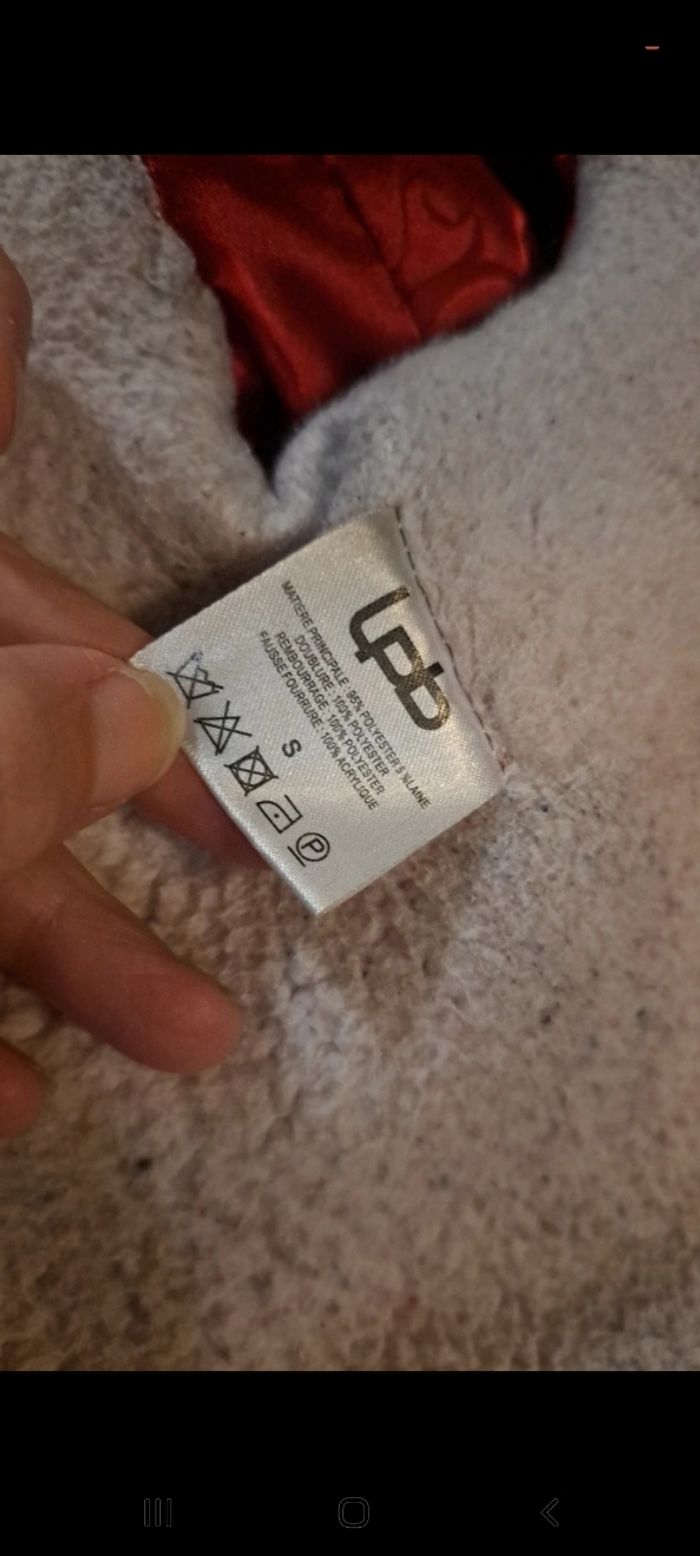 Lpb
MATIERE PRINCIPALE : 95% POLYESTER 5 %LAINE
DOUBLURE : 100% POLYESTER
REMBOURRAGE : 100% POLYESTER
FAUSSE FOURRURE : 100% ACRYLIQUE
S
P